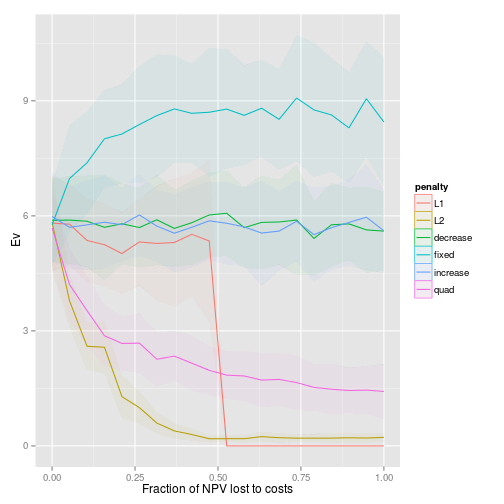 9
6
3
0
Ev
0.00 0.25 0.50 0.75 1.00
Fraction of NPV lost to costs
penalty
L1
L2
decrease
fixed
increase
quad